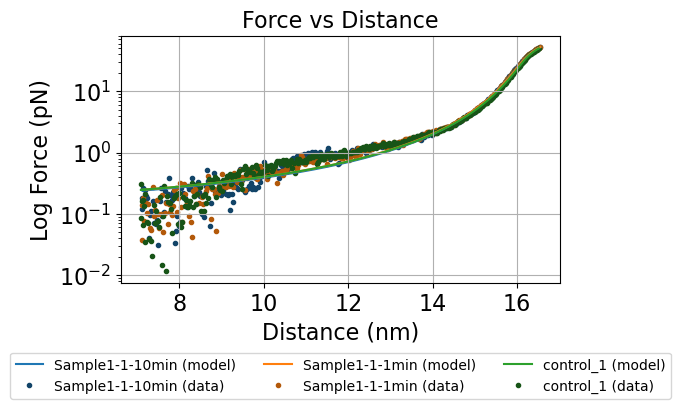 Force vs Distance
Log Force (pN)
10¹
10⁰
10⁻¹
10⁻²
8 10 12 14 16
Distance (nm)
Sample1-1-10min (model) Sample1-1-1min (model) control_1 (model)
Sample1-1-10min (data) Sample1-1-1min (data) control_1 (data)